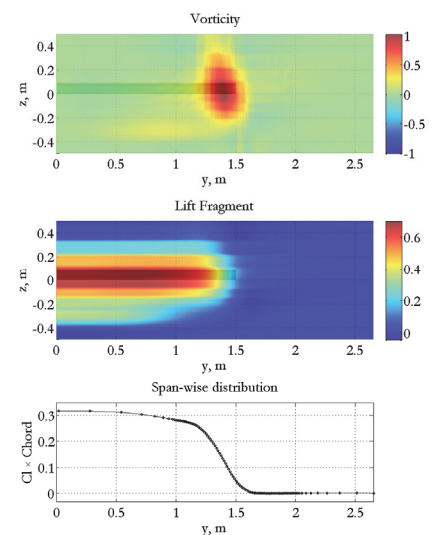 Vorticity
0.4
0.2
0
-0.2
-0.4
z, m
0 0.5 1 1.5 2 2.5
y, m
1
0.5
0
-0.5
-1
Lift Fragment
0.4
0.2
0
-0.2
-0.4
z, m
0 0.5 1 1.5 2 2.5
y, m
0.6
0.4
0.2
0
Span-wise distribution
0.3
0.2
0.1
0
Cl × Chord
0 0.5 1 1.5 2 2.5
y, m